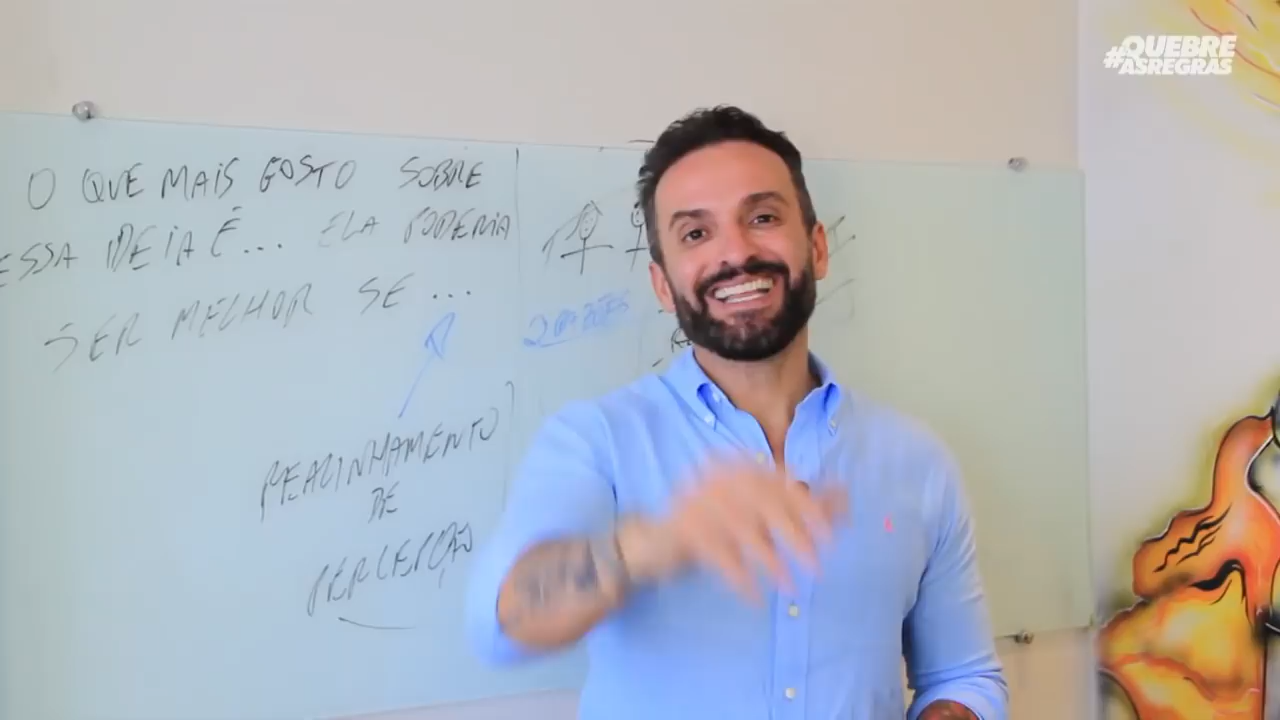 #QUEBRE
ASREGRAS
O QUE MAIS GOSTO SOBRE
ESSA IDEIA É... ELA PODERIA
SER MELHOR SE ...
REALINHAMENTO
DE
PERCEPÇÃO